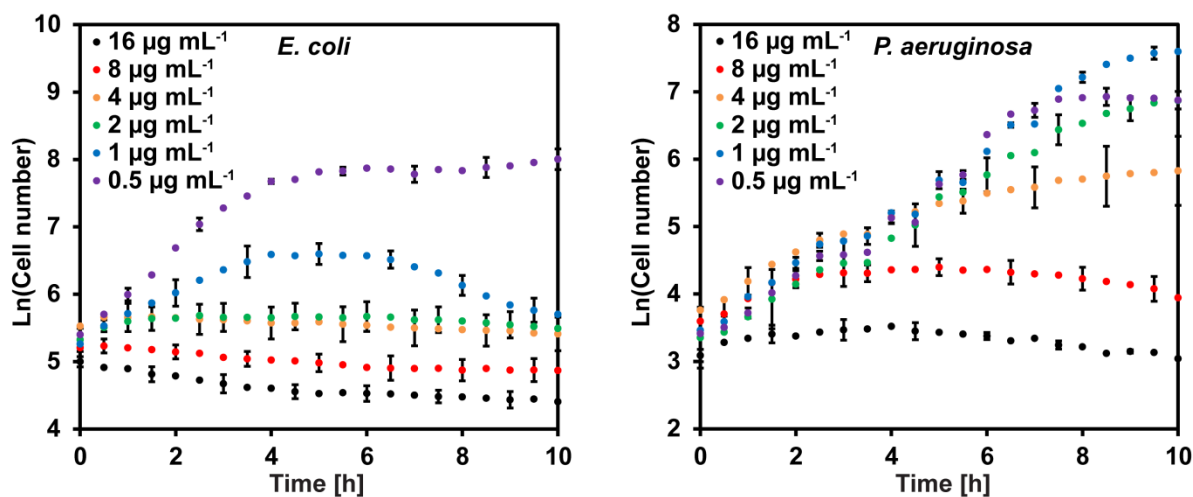 E. coli
16 µg mL⁻¹
8 µg mL⁻¹
4 µg mL⁻¹
2 µg mL⁻¹
1 µg mL⁻¹
0.5 µg mL⁻¹
Ln(Cell number)
10
9
8
7
6
5
4
0 2 4 6 8 10
Time [h]
P. aeruginosa
16 µg mL⁻¹
8 µg mL⁻¹
4 µg mL⁻¹
2 µg mL⁻¹
1 µg mL⁻¹
0.5 µg mL⁻¹
Ln(Cell number)
8
7
6
5
4
3
2
0 2 4 6 8 10
Time [h]